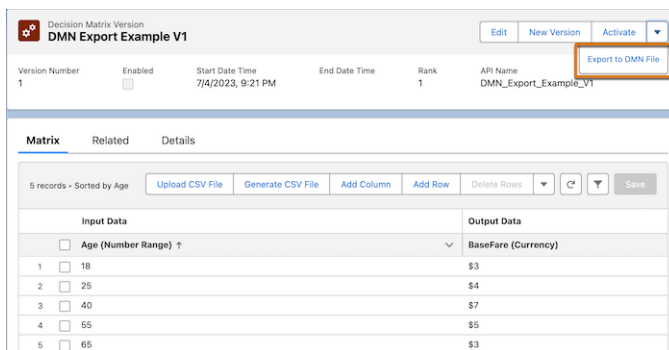 Decision Matrix Version
DMN Export Example V1
Edit
New Version
Activate
Export to DMN File
Version Number
Enabled
Start Date Time
End Date Time
Rank
API Name
1
7/4/2023, 9:21 PM
1
DMN_Export_Example_V1
Matrix
Related
Details
5 records • Sorted by Age
Upload CSV File
Generate CSV File
Add Column
Add Row
Delete Rows
Save
Input Data
Output Data
Age (Number Range) ↑
BaseFare (Currency)
1 18 $3
2 25 $4
3 40 $7
4 55 $5
5 65 $3